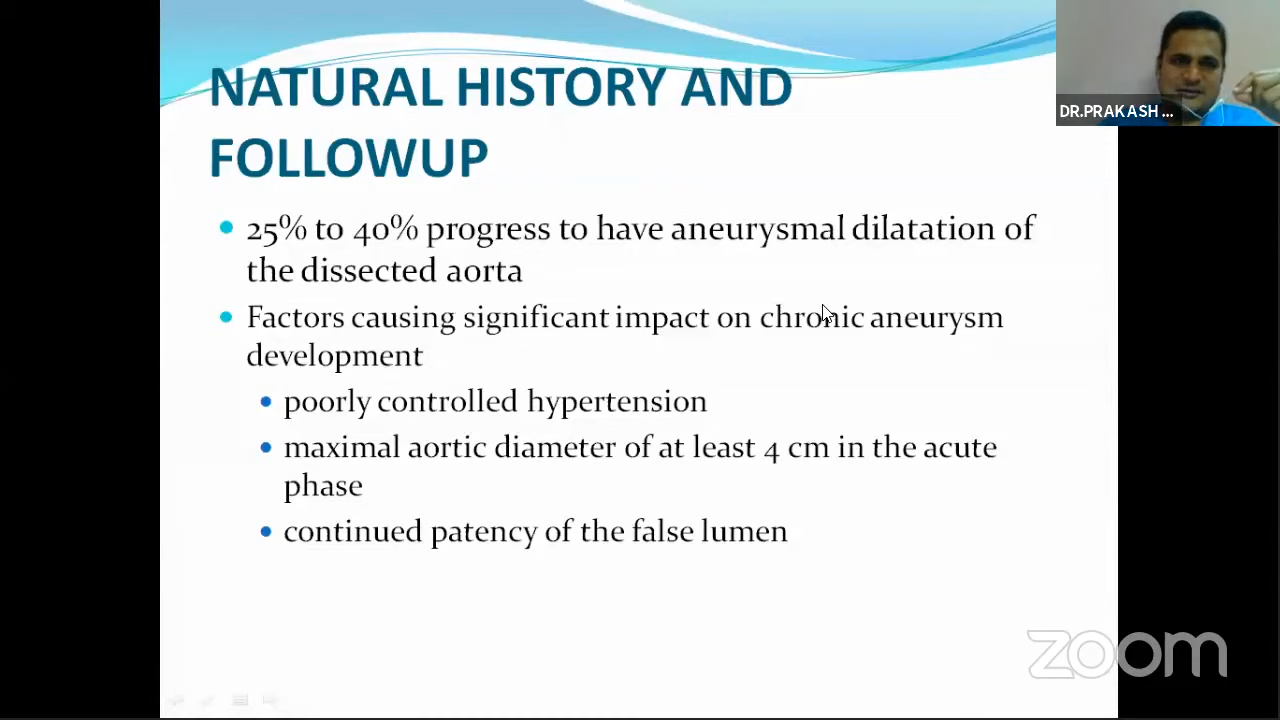 NATURAL HISTORY AND
FOLLOWUP
DR.PRAKASH ...
25% to 40% progress to have aneurysmal dilatation of
the dissected aorta
Factors causing significant impact on chronic aneurysm
development
poorly controlled hypertension
maximal aortic diameter of at least 4 cm in the acute
phase
continued patency of the false lumen
zoom